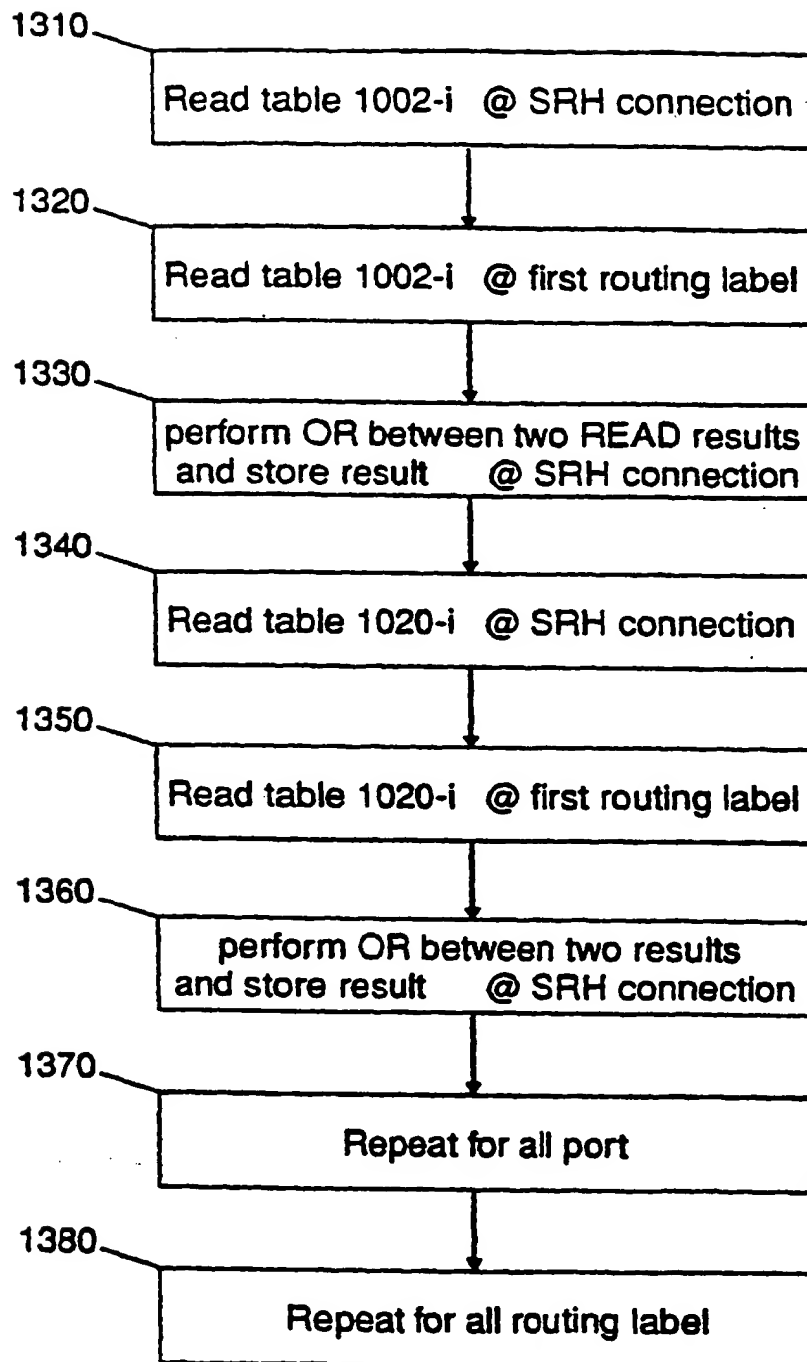 1310
Read table 1002-i @ SRH connection
1320
Read table 1002-i @ first routing label
1330
perform OR between two READ results
and store result @ SRH connection
1340
Read table 1020-i @ SRH connection
1350
Read table 1020-i @ first routing label
1360
perform OR between two results
and store result @ SRH connection
1370
Repeat for all port
1380
Repeat for all routing label